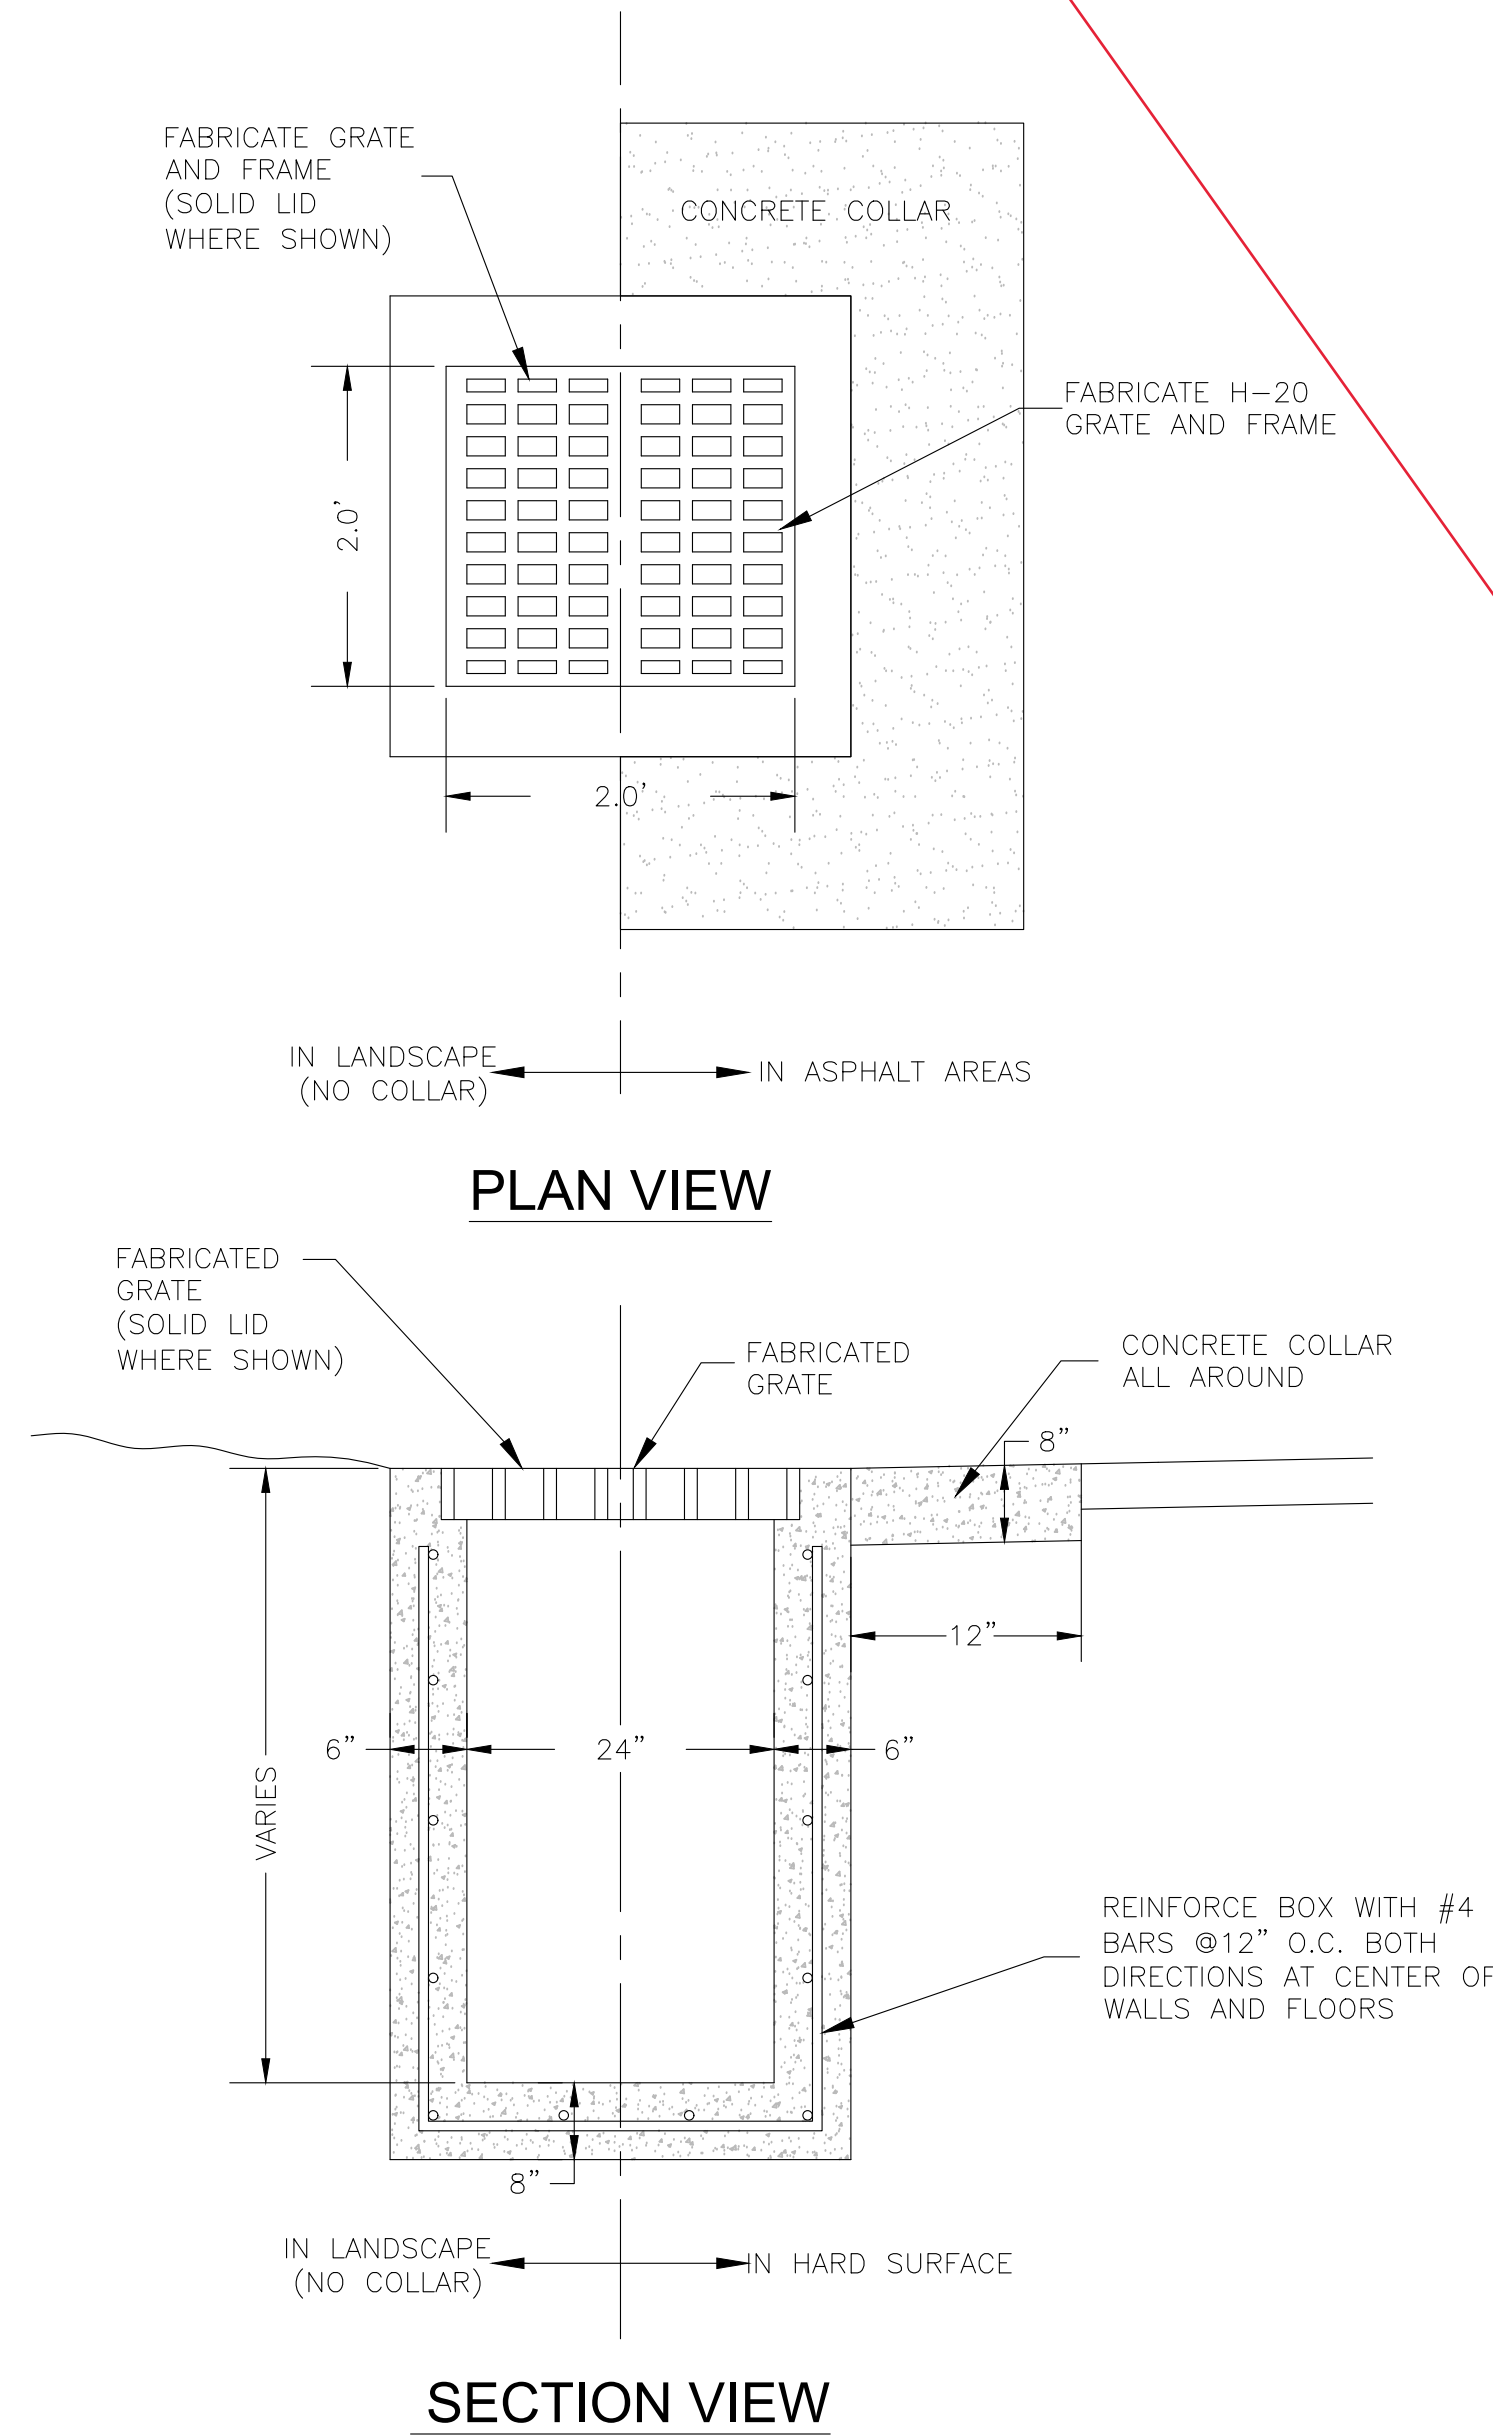 FABRICATE GRATE
AND FRAME
(SOLID LID
WHERE SHOWN)
CONCRETE COLLAR
FABRICATE H-20
GRATE AND FRAME
2.0'
2.0'
IN LANDSCAPE
(NO COLLAR)
IN ASPHALT AREAS
PLAN VIEW
FABRICATED
GRATE
(SOLID LID
WHERE SHOWN)
FABRICATED
GRATE
CONCRETE COLLAR
ALL AROUND
8"
12"
6"
24"
6"
VARIES
REINFORCE BOX WITH #4
BARS @12" O.C. BOTH
DIRECTIONS AT CENTER OF
WALLS AND FLOORS
8"
IN LANDSCAPE
(NO COLLAR)
IN HARD SURFACE
SECTION VIEW